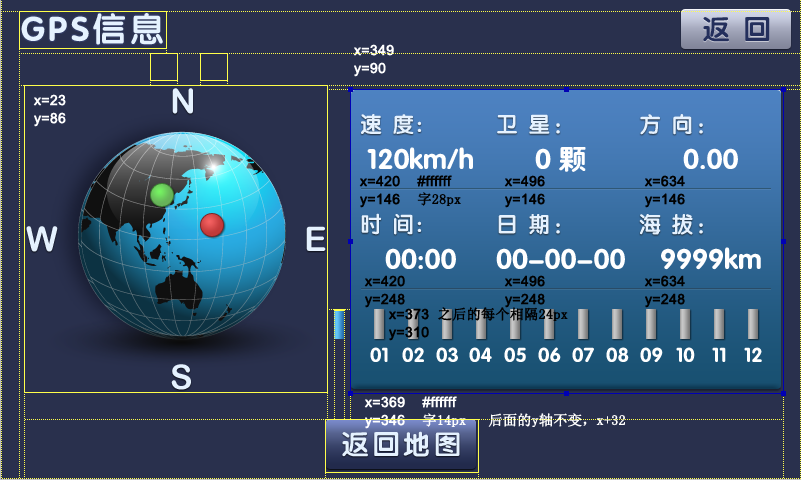 GPS信息
返 回
x=349
y=90
x=23
y=86
N
W
E
S
速 度:
卫 星:
方 向:
120km/h
0 颗
0.00
x=420 #ffffff
x=496
x=634
y=146 字28px
y=146
y=146
时 间:
日 期:
海 拔:
00:00
00-00-00
9999km
x=420
x=496
x=634
y=248
y=248
y=248
x=373 之后的每个相隔24px
y=310
01 02 03 04 05 06 07 08 09 10 11 12
x=369 #ffffff
y=346 字14px 后面的y轴不变，x+32
返回地图